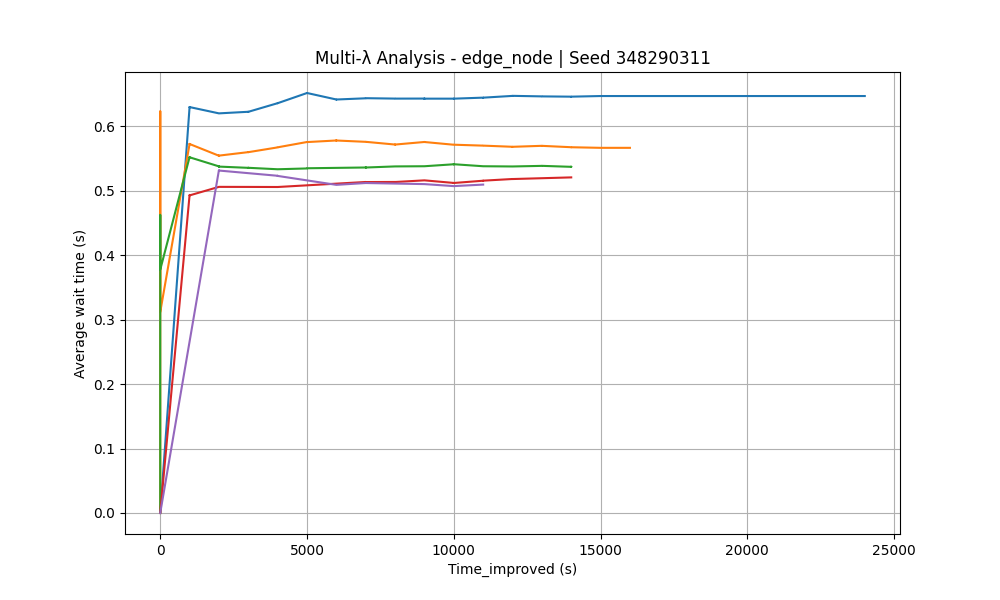 Multi-λ Analysis - edge_node | Seed 348290311
Average wait time (s)
0.6
0.5
0.4
0.3
0.2
0.1
0.0
0 5000 10000 15000 20000 25000
Time_improved (s)